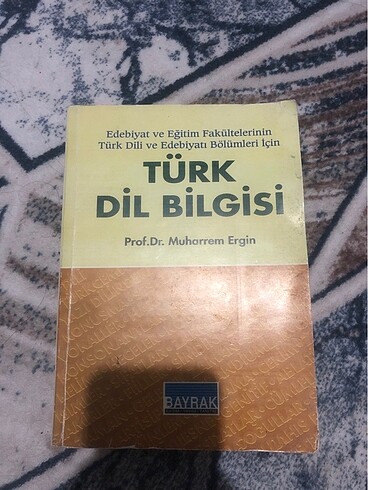 Edebiyat ve Eğitim Fakültelerinin
Türk Dili ve Edebiyatı Bölümleri İçin
TÜRK
DİL BİLGİSİ
Prof.Dr. Muharrem Ergin
BAYRAK